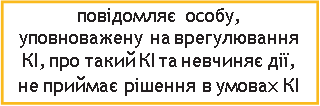 повідомляє особу,
уповноважену на врегулювання
КІ, про такий КІ та невчиняє дії,
не приймає рішення в умовах КІ